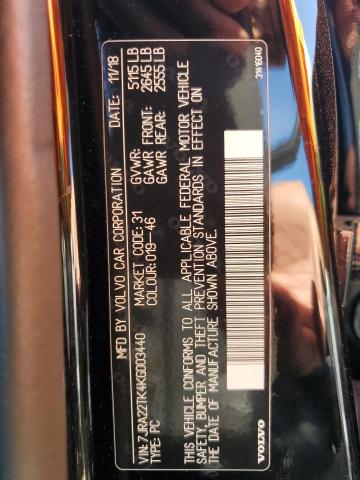 MFD. BY VOLVO CAR CORPORATION DATE: 11/18
VIN: 7JRA22TK4KG003440 MARKET CODE: 31 GVWR: 5115 LB
TYPE: PC COLOUR: 019-46 GAWR FRONT: 2645 LB
GAWR REAR: 2555 LB
THIS VEHICLE CONFORMS TO ALL APPLICABLE FEDERAL MOTOR VEHICLE
SAFETY, BUMPER AND THEFT PREVENTION STANDARDS IN EFFECT ON
THE DATE OF MANUFACTURE SHOWN ABOVE.
VOLVO 31416040